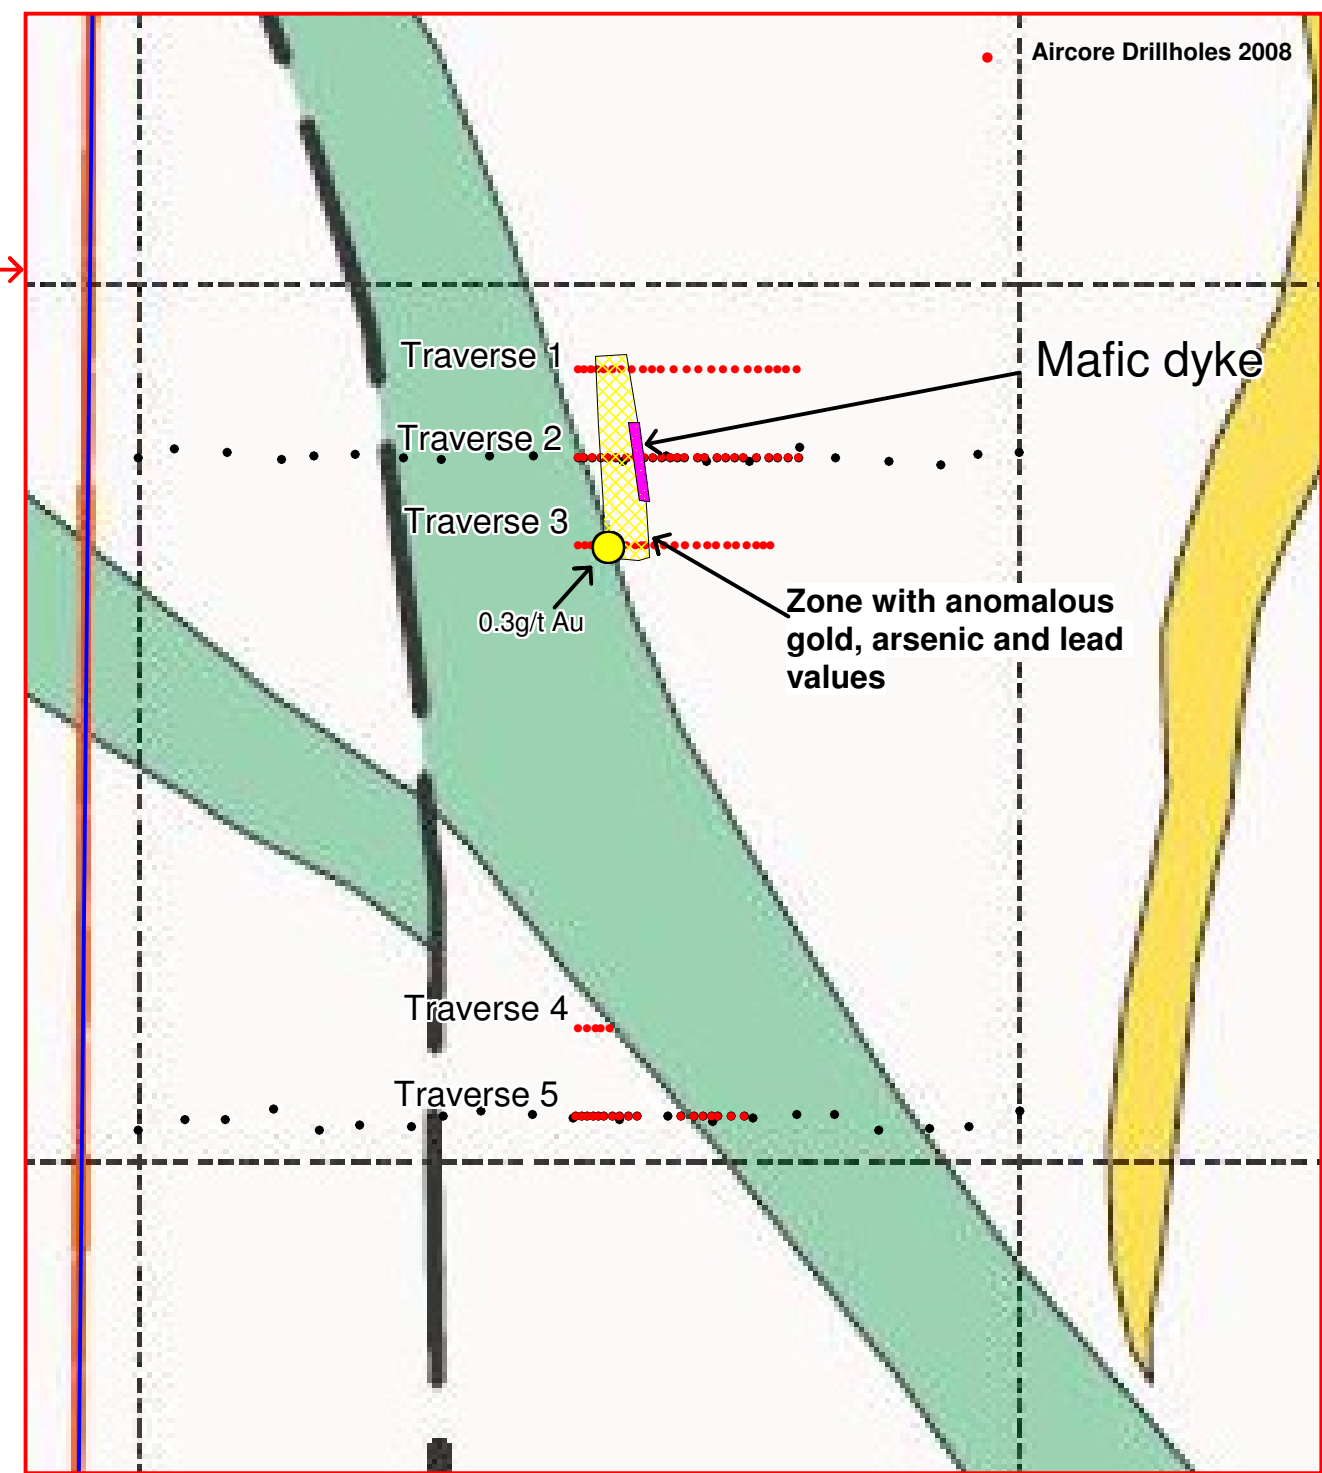 Aircore Drillholes 2008
Traverse 1
Mafic dyke
Traverse 2
Traverse 3
Zone with anomalous
gold, arsenic and lead
values
0.3g/t Au
Traverse 4
Traverse 5